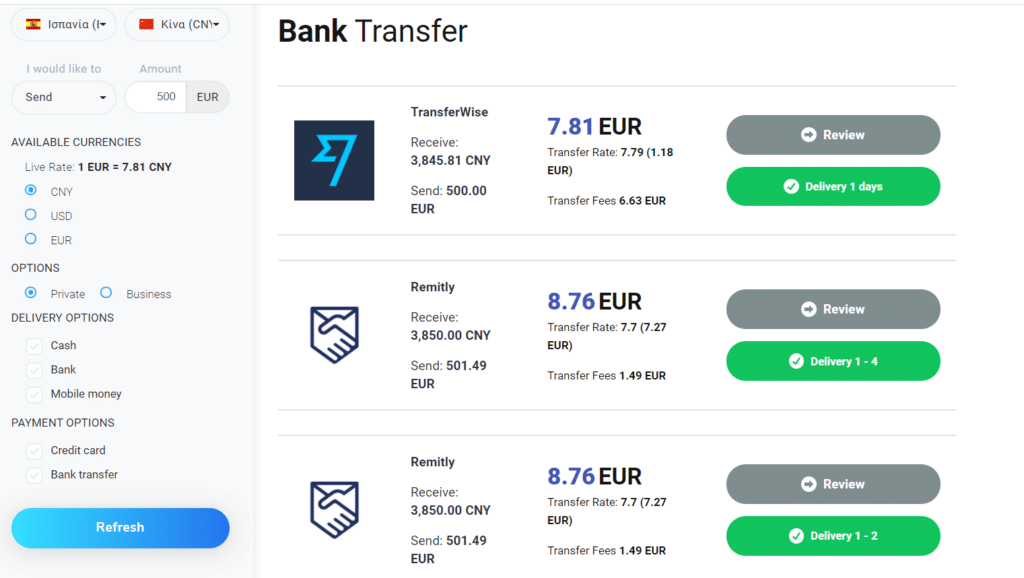 Ισπανία (Ε
Κίνα (CNY
I would like to
Amount
Send
500 EUR
AVAILABLE CURRENCIES
Live Rate: 1 EUR = 7.81 CNY
CNY
USD
EUR
OPTIONS
Private
Business
DELIVERY OPTIONS
Cash
Bank
Mobile money
PAYMENT OPTIONS
Credit card
Bank transfer
Refresh
Bank Transfer
TransferWise
Receive:
3,845.81 CNY
Send: 500.00
EUR
7.81 EUR
Transfer Rate: 7.79 (1.18
EUR)
Transfer Fees 6.63 EUR
Review
Delivery 1 days
Remitly
Receive:
3,850.00 CNY
Send: 501.49
EUR
8.76 EUR
Transfer Rate: 7.7 (7.27
EUR)
Transfer Fees 1.49 EUR
Review
Delivery 1 - 4
Remitly
Receive:
3,850.00 CNY
Send: 501.49
EUR
8.76 EUR
Transfer Rate: 7.7 (7.27
EUR)
Transfer Fees 1.49 EUR
Review
Delivery 1 - 2